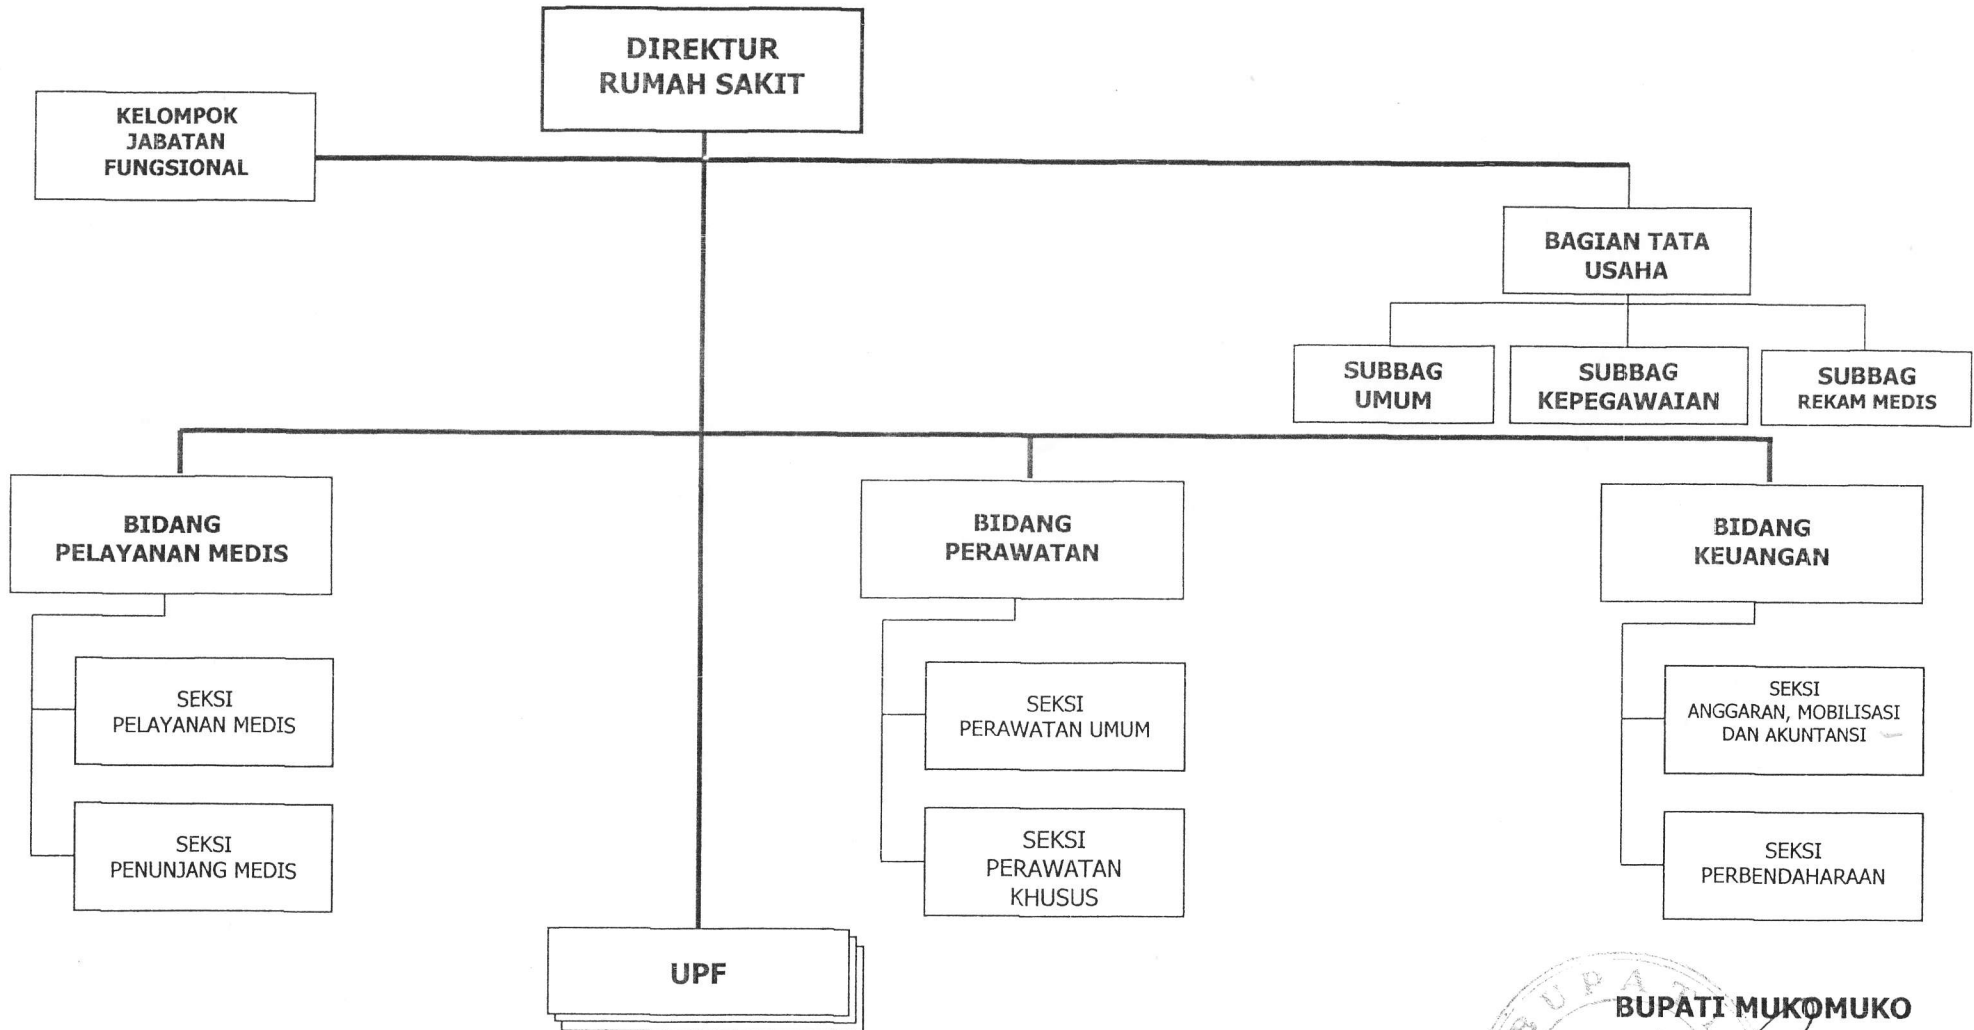 DIREKTUR
RUMAH SAKIT
KELOMPOK
JABATAN
FUNGSIONAL
BAGIAN TATA
USAHA
SUBBAG
UMUM
SUBBAG
KEPEGAWAIAN
SUBBAG
REKAM MEDIS
BIDANG
PELAYANAN MEDIS
BIDANG
PERAWATAN
BIDANG
KEUANGAN
SEKSI
PELAYANAN MEDIS
SEKSI
PERAWATAN UMUM
SEKSI
ANGGARAN, MOBILISASI
DAN AKUNTANSI
SEKSI
PENUNJANG MEDIS
SEKSI
PERAWATAN
KHUSUS
SEKSI
PERBENDAHARAAN
UPF
BUPATI MUKOMUKO
BUPAT